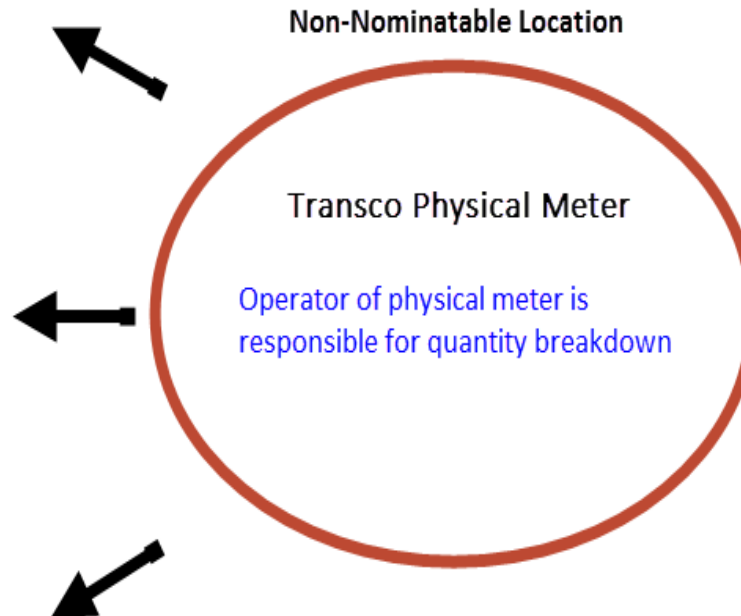 Non-Nominatable Location
Transco Physical Meter
Operator of physical meter is
responsible for quantity breakdown